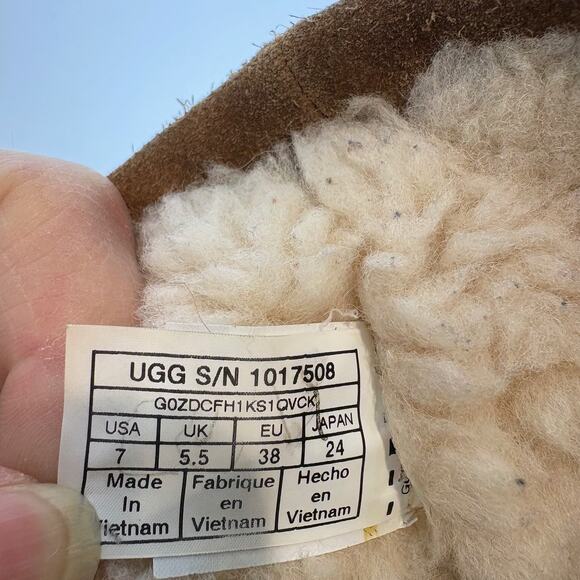 UGG S/N 1017508
G0ZDCFH1KS1QVCK
USA UK EU JAPAN
7 5.5 38 24
Made Fabrique Hecho
In en en
Vietnam Vietnam Vietnam